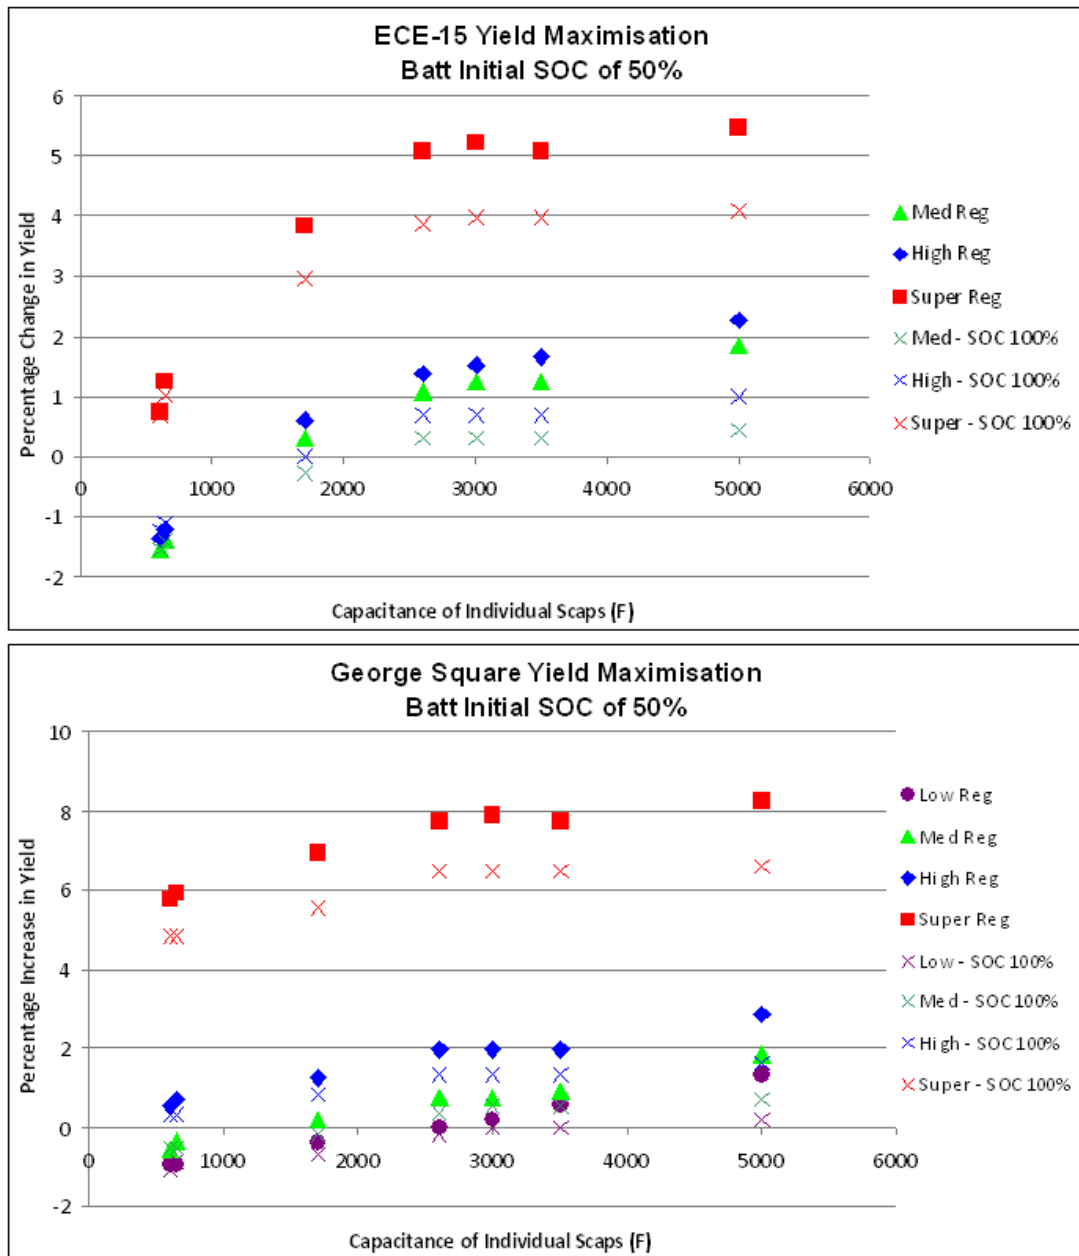 ECE-15 Yield Maximisation
Batt Initial SOC of 50%
Percentage Change in Yield
6
5
4
3
2
1
0
-1
-2
0 1000 2000 3000 4000 5000 6000
Capacitance of Individual Scaps (F)
Med Reg
High Reg
Super Reg
Med - SOC 100%
High - SOC 100%
Super - SOC 100%
George Square Yield Maximisation
Batt Initial SOC of 50%
Percentage Increase in Yield
10
8
6
4
2
0
-2
0 1000 2000 3000 4000 5000 6000
Capacitance of Individual Scaps (F)
Low Reg
Med Reg
High Reg
Super Reg
Low - SOC 100%
Med - SOC 100%
High - SOC 100%
Super - SOC 100%